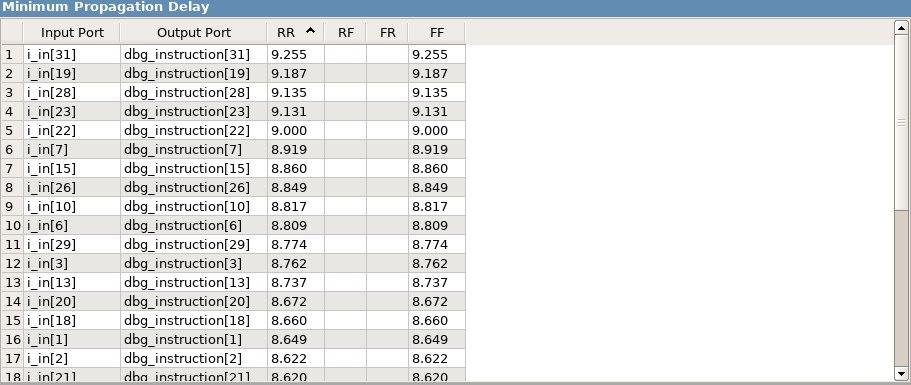 Minimum Propagation Delay
Input Port Output Port RR RF FR FF
1 i_in[31] dbg_instruction[31] 9.255 9.255
2 i_in[19] dbg_instruction[19] 9.187 9.187
3 i_in[28] dbg_instruction[28] 9.135 9.135
4 i_in[23] dbg_instruction[23] 9.131 9.131
5 i_in[22] dbg_instruction[22] 9.000 9.000
6 i_in[7] dbg_instruction[7] 8.919 8.919
7 i_in[15] dbg_instruction[15] 8.860 8.860
8 i_in[26] dbg_instruction[26] 8.849 8.849
9 i_in[10] dbg_instruction[10] 8.817 8.817
10 i_in[6] dbg_instruction[6] 8.809 8.809
11 i_in[29] dbg_instruction[29] 8.774 8.774
12 i_in[3] dbg_instruction[3] 8.762 8.762
13 i_in[13] dbg_instruction[13] 8.737 8.737
14 i_in[20] dbg_instruction[20] 8.672 8.672
15 i_in[18] dbg_instruction[18] 8.660 8.660
16 i_in[1] dbg_instruction[1] 8.649 8.649
17 i_in[2] dbg_instruction[2] 8.622 8.622
18 i_in[21] dbg_instruction[21] 8.620 8.620